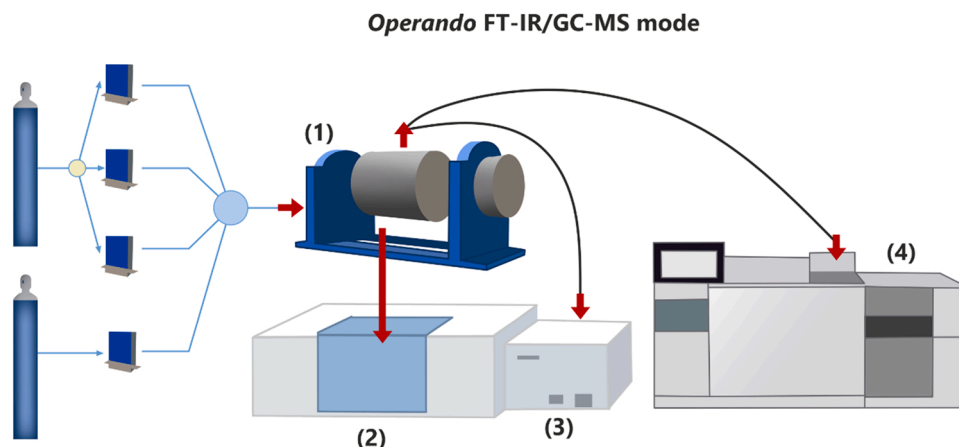 Operando FT-IR/GC-MS mode
(1)
(4)
(3)
(2)